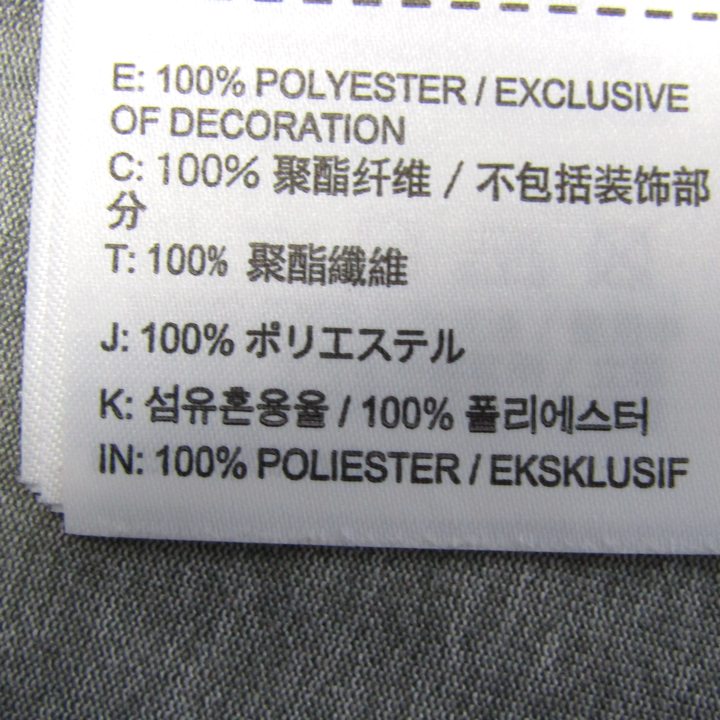 E: 100% POLYESTER / EXCLUSIVE
OF DECORATION
C: 100% 聚酯纤维 / 不包括装饰部
分
T: 100% 聚酯纖維
J: 100% ポリエステル
K: 섬유혼용율 / 100% 폴리에스터
IN: 100% POLIESTER / EKSKLUSIF